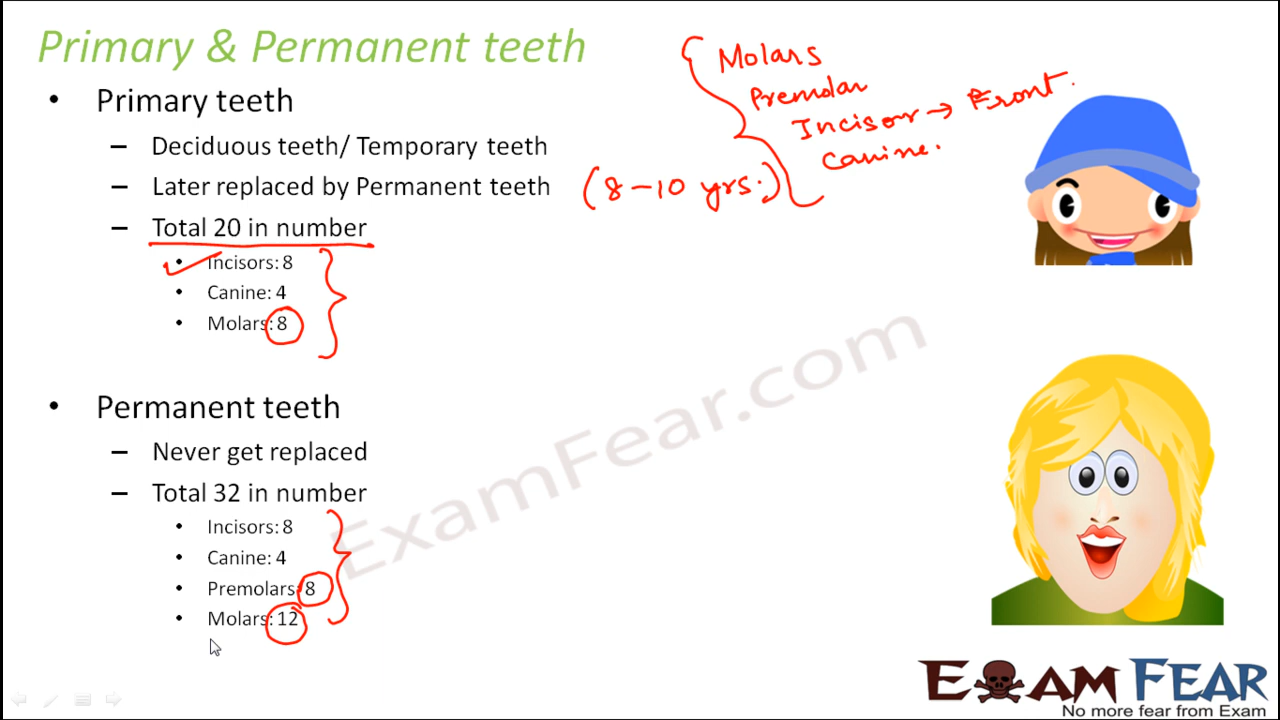 Primary & Permanent teeth
• Primary teeth
– Deciduous teeth/ Temporary teeth
– Later replaced by Permanent teeth
– Total 20 in number
• Incisors: 8
• Canine: 4
• Molars: 8
Molars
Premolar
Incisor → Front.
Canine.
(8-10 yrs.)
• Permanent teeth
– Never get replaced
– Total 32 in number
• Incisors: 8
• Canine: 4
• Premolars: 8
• Molars: 12
ExamFear.com
EXAM FEAR
No more fear from Exam